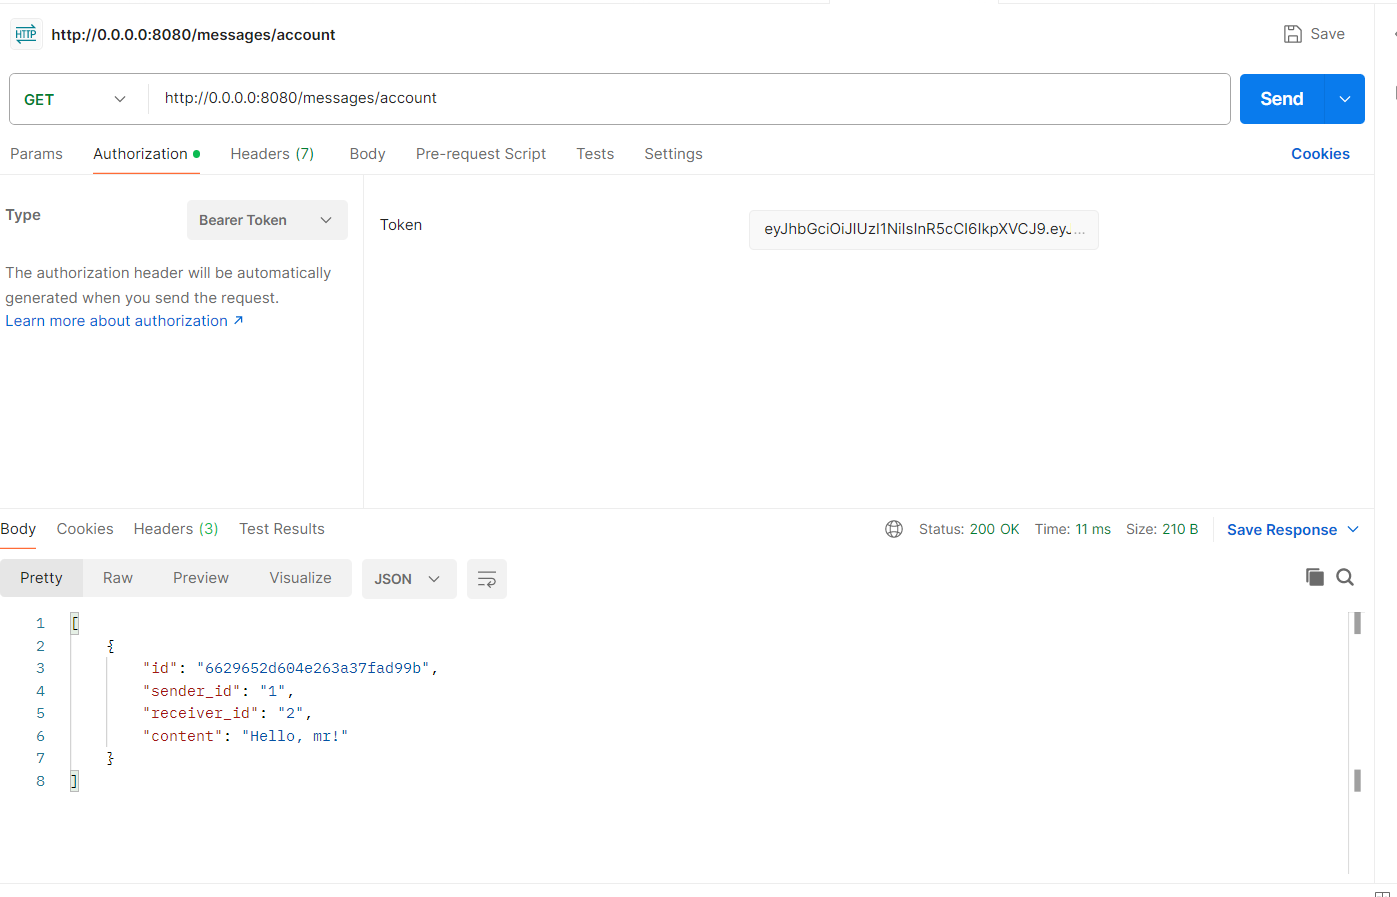 HTTP http://0.0.0.0:8080/messages/account
Save
GET http://0.0.0.0:8080/messages/account
Send
Params Authorization Headers (7) Body Pre-request Script Tests Settings Cookies
Type Bearer Token
Token eyJhbGciOiJIUzI1NiIsInR5cCI6IkpXVCJ9.eyJ...
The authorization header will be automatically
generated when you send the request.
Learn more about authorization ↗
Body Cookies Headers (3) Test Results
Status: 200 OK Time: 11 ms Size: 210 B Save Response
Pretty Raw Preview Visualize JSON
1 [
2 {
3 "id": "6629652d604e263a37fad99b",
4 "sender_id": "1",
5 "receiver_id": "2",
6 "content": "Hello, mr!"
7 }
8 ]